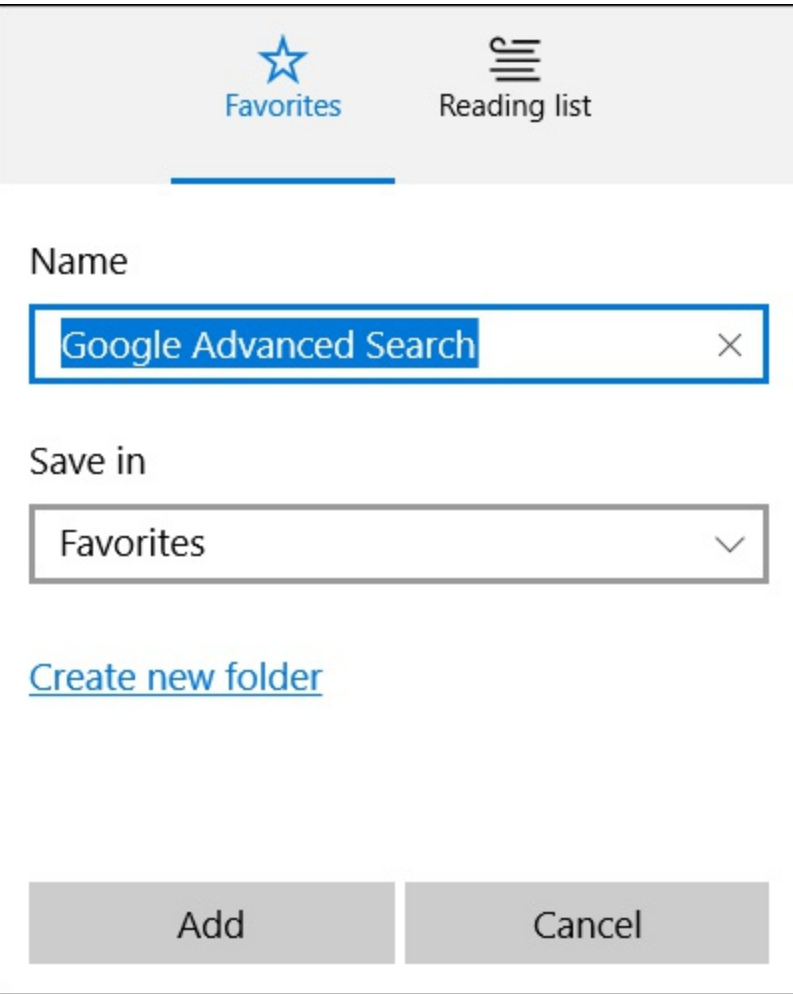 Favorites Reading list
Name
Google Advanced Search
Save in
Favorites
Create new folder
Add Cancel